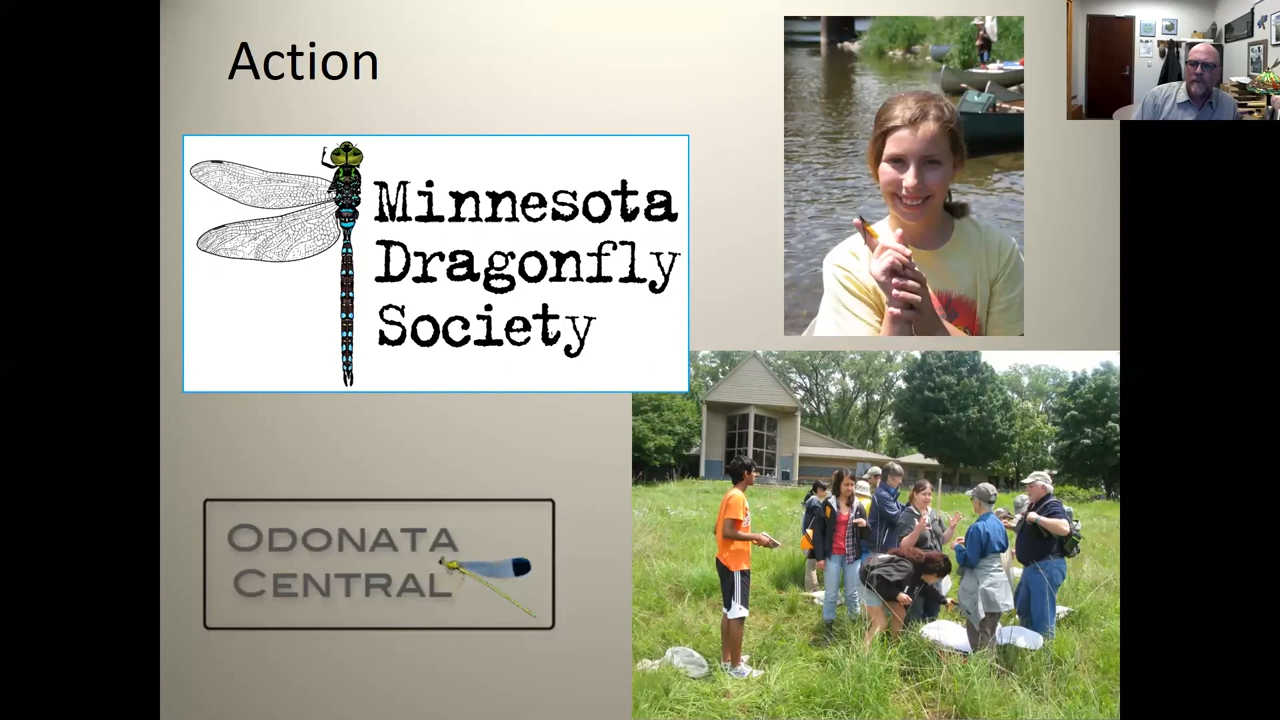 Action
Minnesota
Dragonfly
Society
ODONATA
CENTRAL